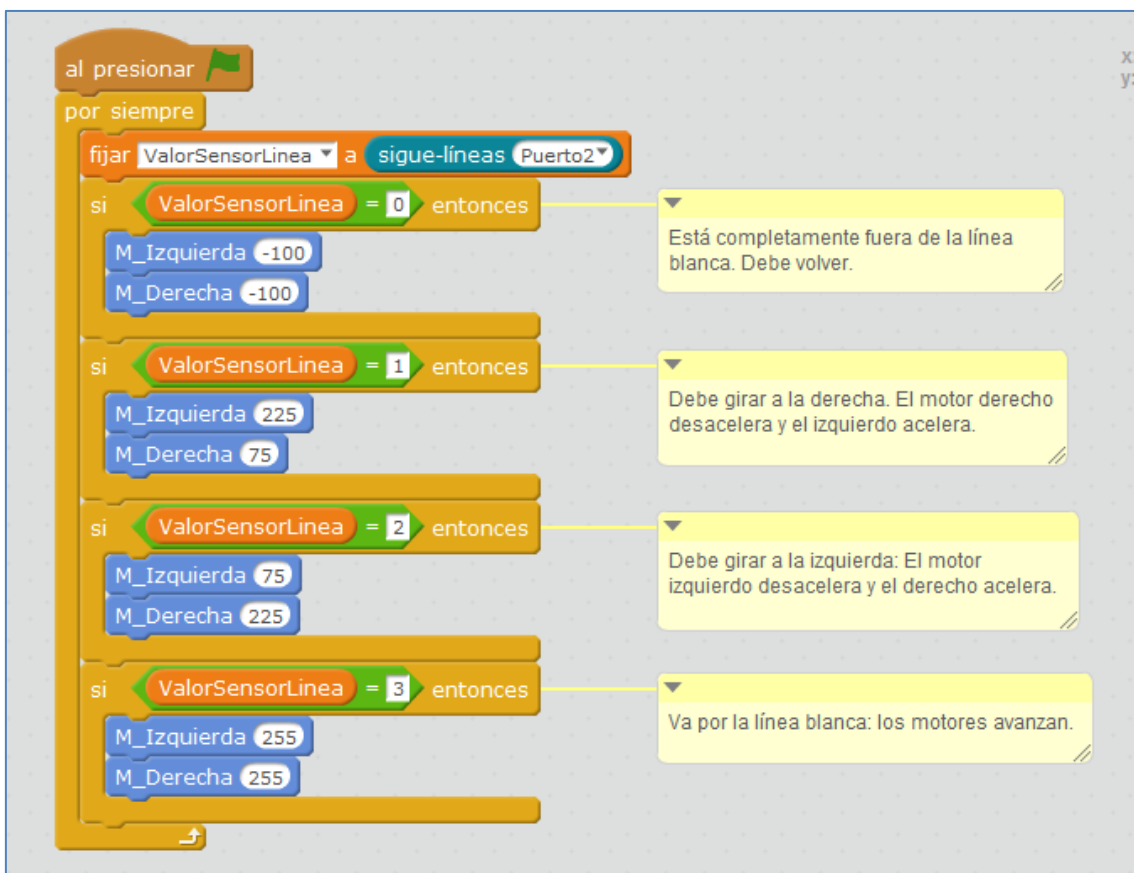 al presionar
x:
y:
por siempre
fijar ValorSensorLinea a sigue-líneas Puerto2
si ValorSensorLinea = 0 entonces
Está completamente fuera de la línea
blanca. Debe volver.
M_Izquierda -100
M_Derecha -100
si ValorSensorLinea = 1 entonces
Debe girar a la derecha. El motor derecho
desacelera y el izquierdo acelera.
M_Izquierda 225
M_Derecha 75
si ValorSensorLinea = 2 entonces
Debe girar a la izquierda: El motor
izquierdo desacelera y el derecho acelera.
M_Izquierda 75
M_Derecha 225
si ValorSensorLinea = 3 entonces
Va por la línea blanca: los motores avanzan.
M_Izquierda 255
M_Derecha 255